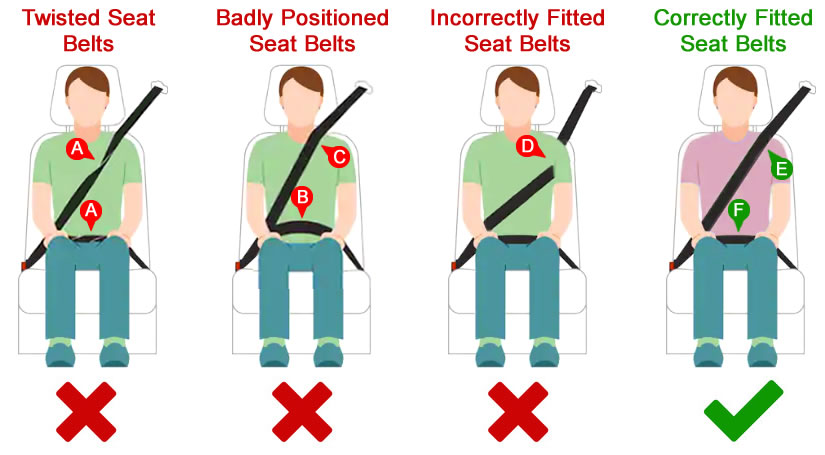 Twisted Seat
Belts
Badly Positioned
Seat Belts
Incorrectly Fitted
Seat Belts
Correctly Fitted
Seat Belts
A
A
C
B
D
E
F